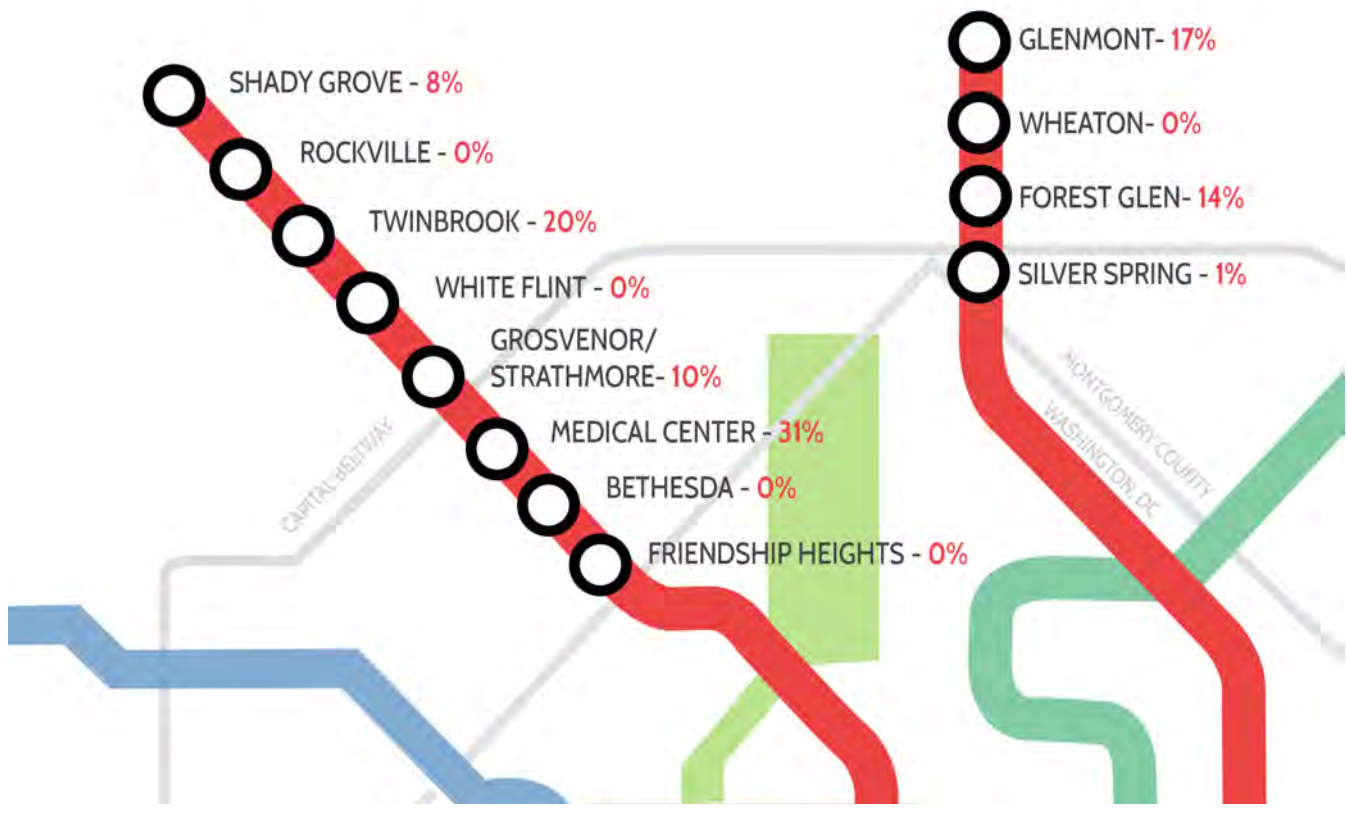 SHADY GROVE - 8%
ROCKVILLE - 0%
TWINBROOK - 20%
WHITE FLINT - 0%
GROSVENOR/
STRATHMORE- 10%
MEDICAL CENTER - 31%
BETHESDA - 0%
FRIENDSHIP HEIGHTS - 0%
GLENMONT- 17%
WHEATON- 0%
FOREST GLEN- 14%
SILVER SPRING - 1%
CAPITAL BELTWAY
MONTGOMERY COUNTY
WASHINGTON, DC